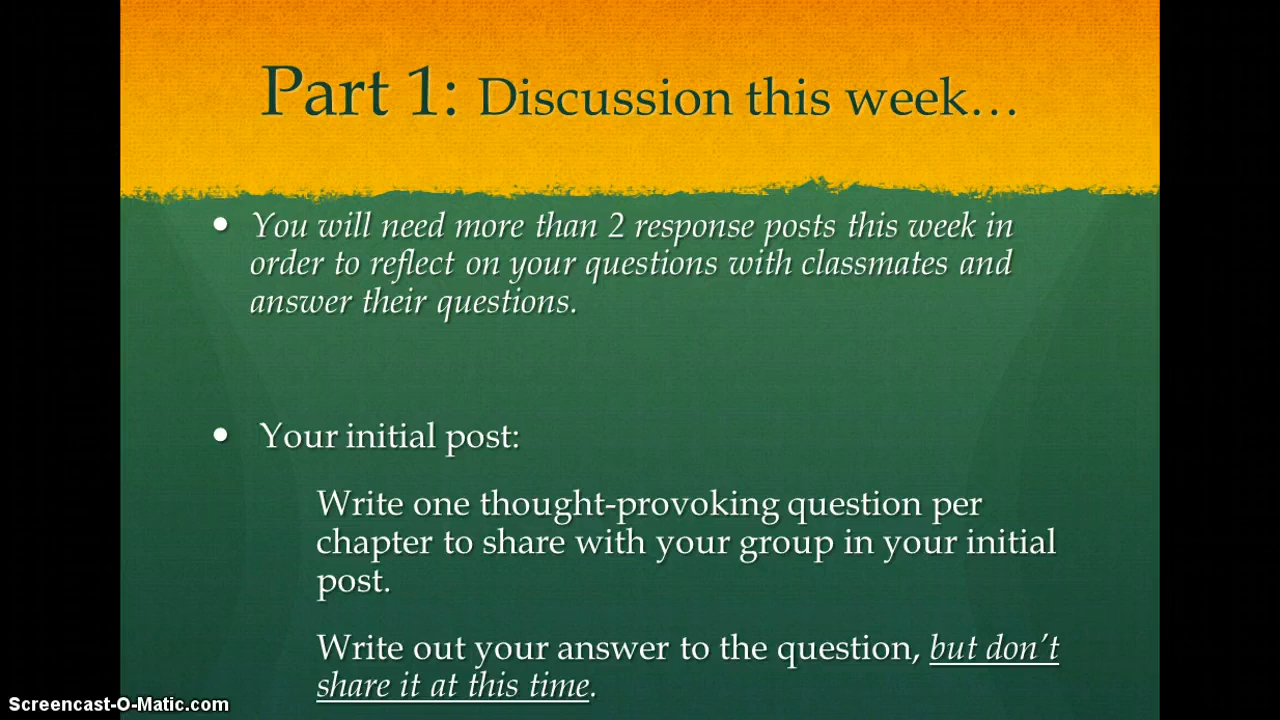 Part 1: Discussion this week…
• You will need more than 2 response posts this week in
order to reflect on your questions with classmates and
answer their questions.
• Your initial post:
Write one thought-provoking question per
chapter to share with your group in your initial
post.
Write out your answer to the question, but don’t
share it at this time.
Screencast-O-Matic.com